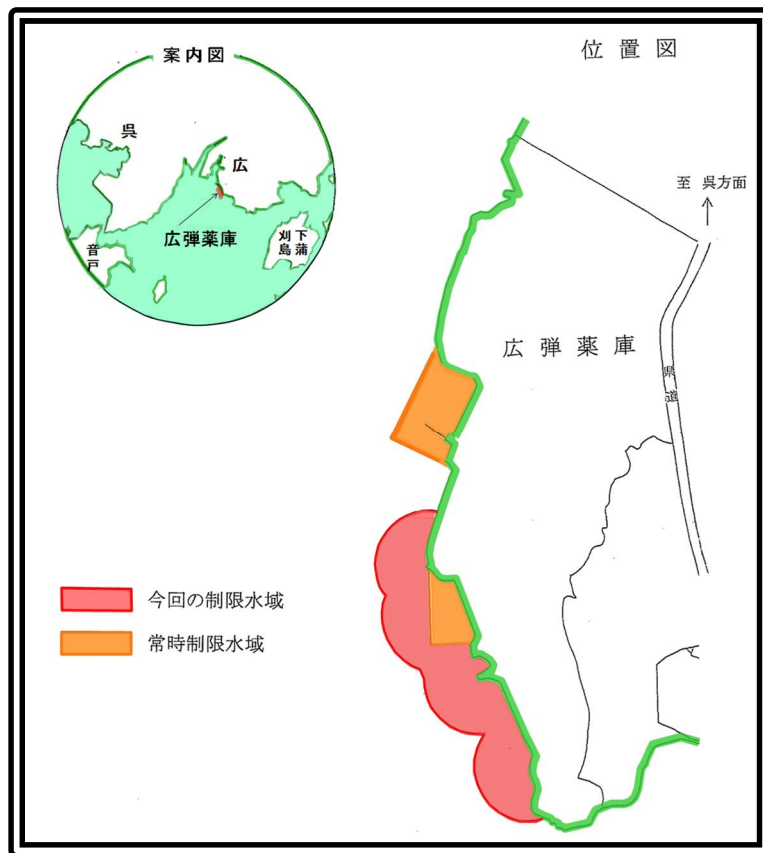 案内図
位置図
呉
広
至 呉方面
広弾薬庫
音戸
下蒲
刈島
広弾薬庫
県道
今回の制限水域
常時制限水域